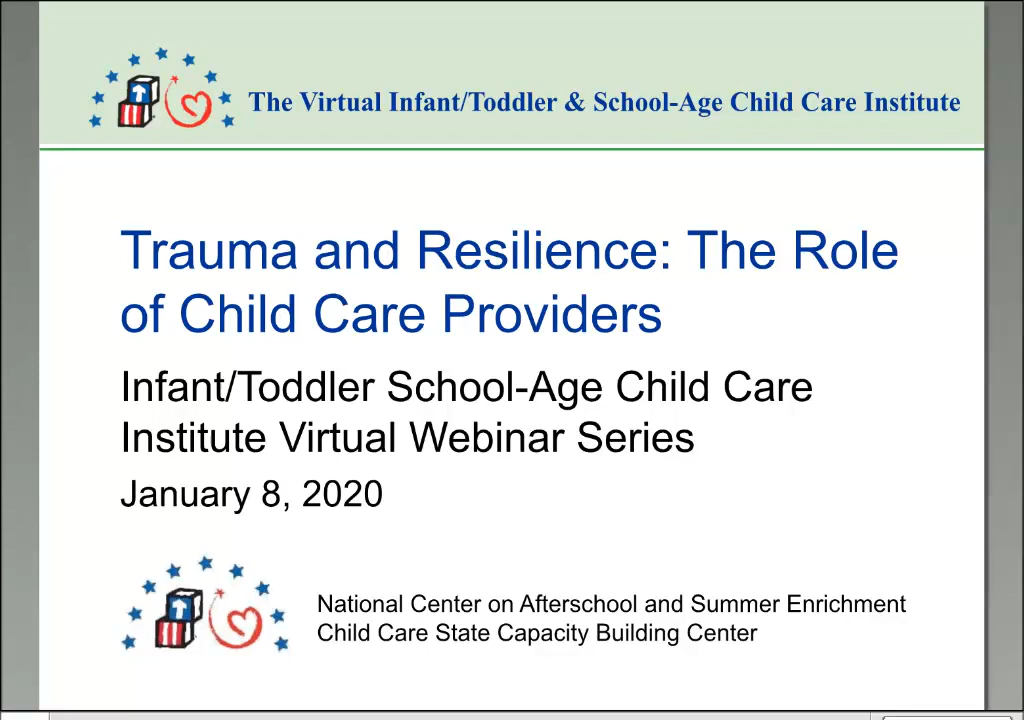 The Virtual Infant/Toddler & School-Age Child Care Institute
Trauma and Resilience: The Role
of Child Care Providers
Infant/Toddler School-Age Child Care
Institute Virtual Webinar Series
January 8, 2020
National Center on Afterschool and Summer Enrichment
Child Care State Capacity Building Center